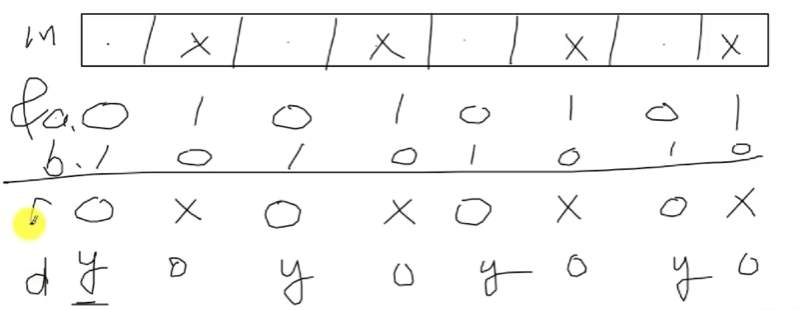 in . x . x . x . x
&a. 0 1 0 1 0 1 0 1
b. 1 0 1 0 1 0 1 0
r 0 x 0 x 0 x 0 x
d y 0 y 0 y 0 y 0